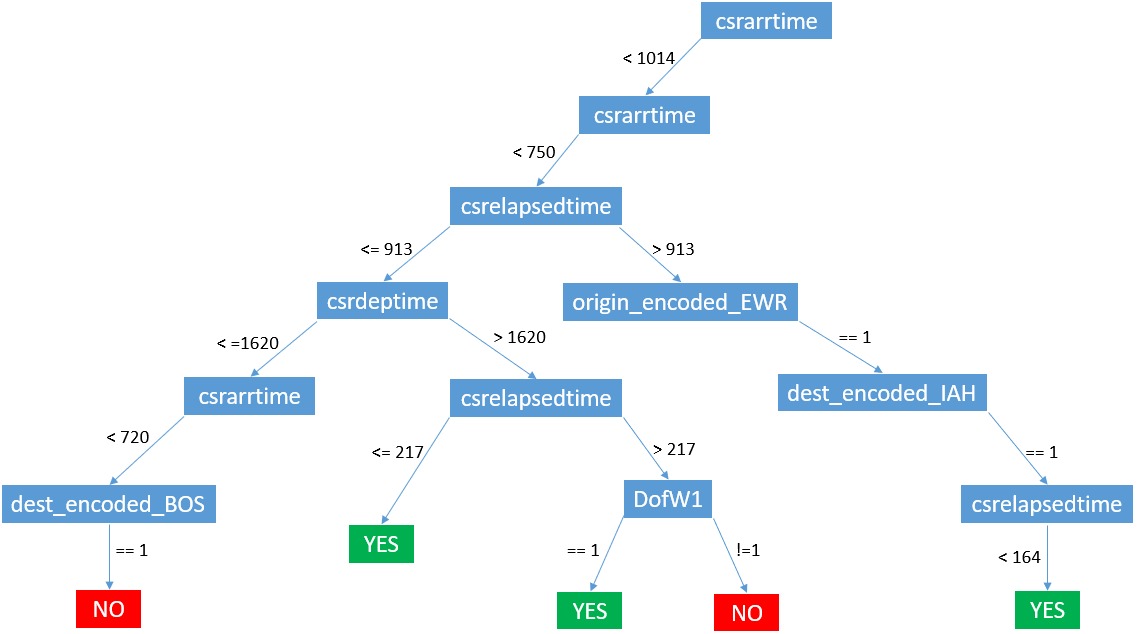 csrarrtime
< 1014
csrarrtime
< 750
csrelapsedtime
<= 913
> 913
csrdeptime
origin_encoded_EWR
< =1620
> 1620
== 1
csrarrtime
csrelapsedtime
dest_encoded_IAH
< 720
<= 217
> 217
== 1
dest_encoded_BOS
DofW1
csrelapsedtime
== 1
YES
== 1
!=1
< 164
NO
YES
NO
YES